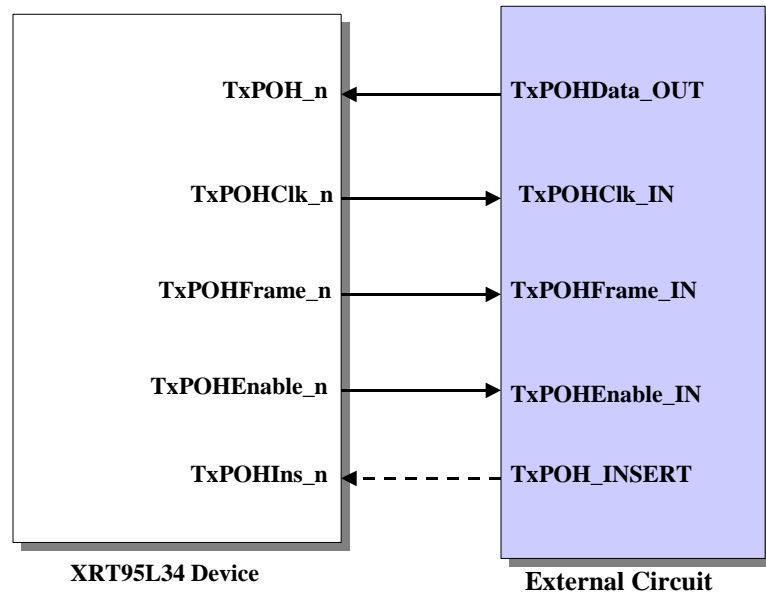 TxPOH_n TxPOHData_OUT
TxPOHClk_n TxPOHClk_IN
TxPOHFrame_n TxPOHFrame_IN
TxPOHEnable_n TxPOHEnable_IN
TxPOHIns_n TxPOH_INSERT
XRT95L34 Device
External Circuit